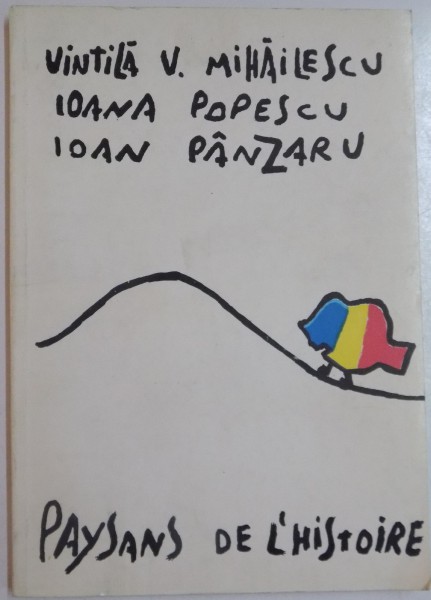 VINTILĂ V. MIHĂILESCU
IOANA POPESCU
IOAN PÂNZARU
PAYSANS DE L'HISTOIRE